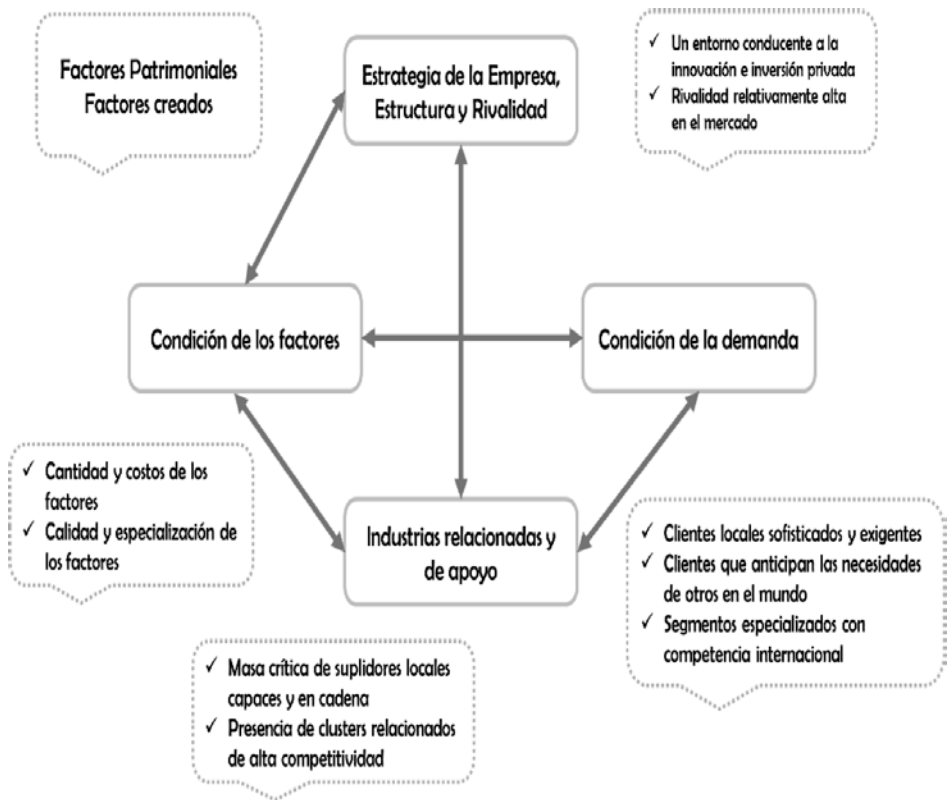 Factores Patrimoniales
Factores creados
Estrategia de la Empresa,
Estructura y Rivalidad
✓ Un entorno conducente a la
innovación e inversión privada
✓ Rivalidad relativamente alta
en el mercado
Condición de los factores
Condición de la demanda
✓ Cantidad y costos de los
factores
✓ Calidad y especialización de
los factores
Industrias relacionadas y
de apoyo
✓ Clientes locales sofisticados y exigentes
✓ Clientes que anticipan las necesidades
de otros en el mundo
✓ Segmentos especializados con
competencia internacional
✓ Masa crítica de suplidores locales
capaces y en cadena
✓ Presencia de clusters relacionados
de alta competitividad